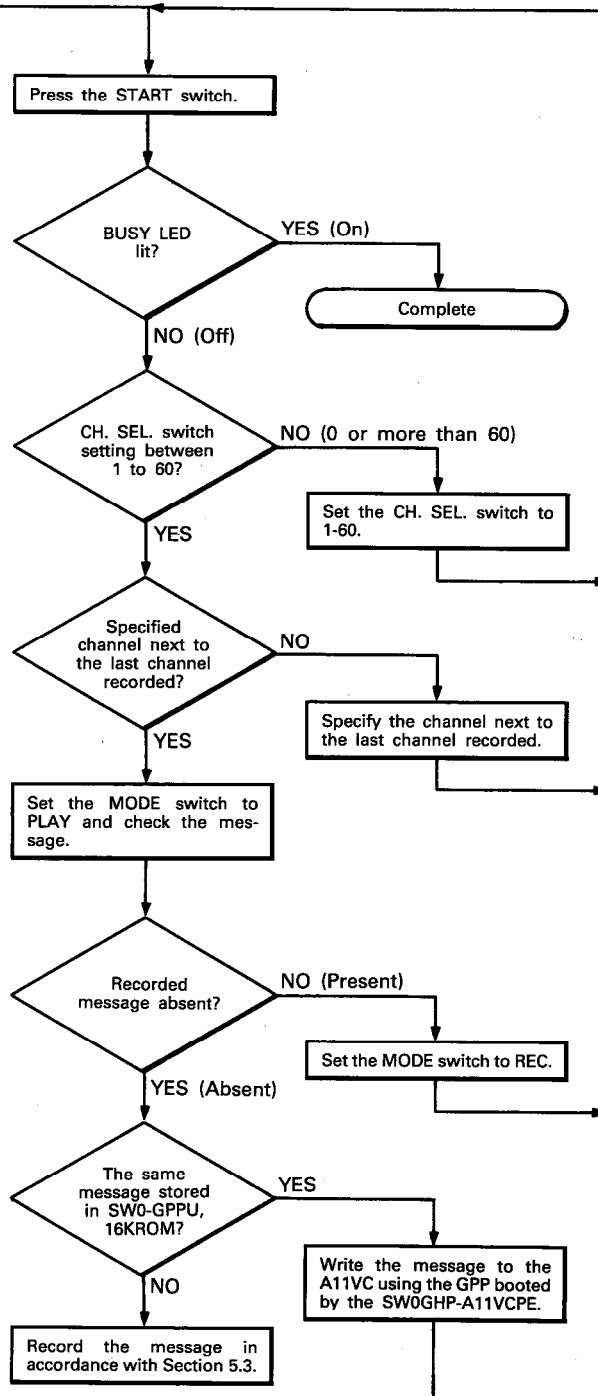 Press the START switch.
BUSY LED
lit?
YES (On)
Complete
NO (Off)
CH. SEL. switch
setting between
1 to 60?
NO (0 or more than 60)
Set the CH. SEL. switch to
1-60.
YES
Specified
channel next to
the last channel
recorded?
NO
Specify the channel next to
the last channel recorded.
YES
Set the MODE switch to
PLAY and check the mes-
sage.
Recorded
message absent?
NO (Present)
Set the MODE switch to REC.
YES (Absent)
The same
message stored
in SW0-GPPU,
16KROM?
YES
Write the message to the
A11VC using the GPP booted
by the SW0GHP-A11VCPE.
NO
Record the message in
accordance with Section 5.3.